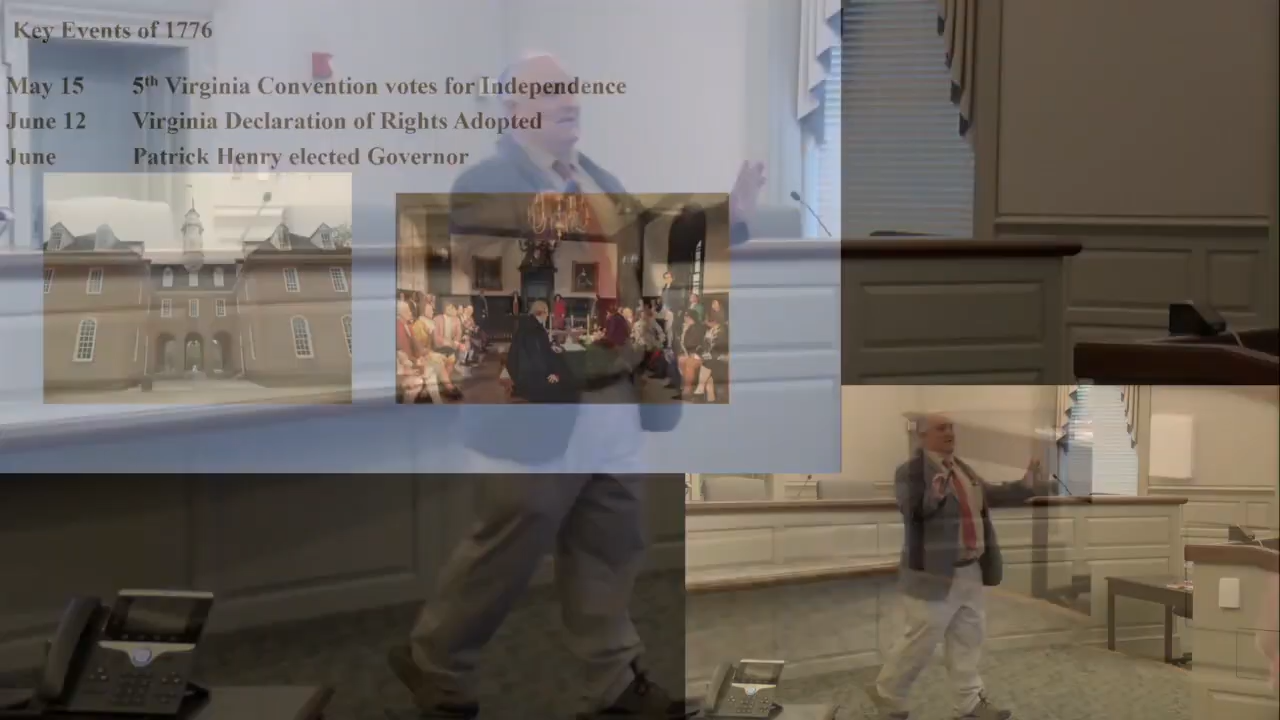 Key Events of 1776
May 15 5th Virginia Convention votes for Independence
June 12 Virginia Declaration of Rights Adopted
June Patrick Henry elected Governor